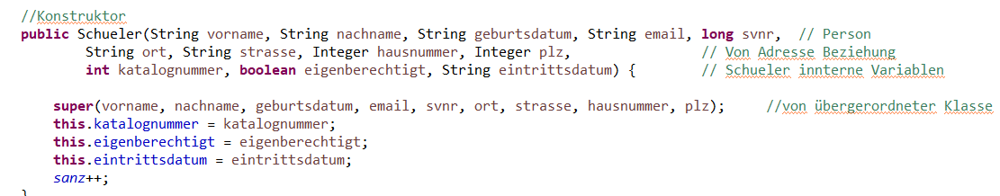 //Konstruktor
public Schueler(String vorname, String nachname, String geburtsdatum, String email, long svnr, // Person
String ort, String strasse, Integer hausnummer, Integer plz, // Von Adresse Beziehung
int katalognummer, boolean eigenberechtigt, String eintrittsdatum) { // Schueler innterne Variablen
super(vorname, nachname, geburtsdatum, email, svnr, ort, strasse, hausnummer, plz); //von übergerordneter Klasse
this.katalognummer = katalognummer;
this.eigenberechtigt = eigenberechtigt;
this.eintrittsdatum = eintrittsdatum;
sanz++;
}